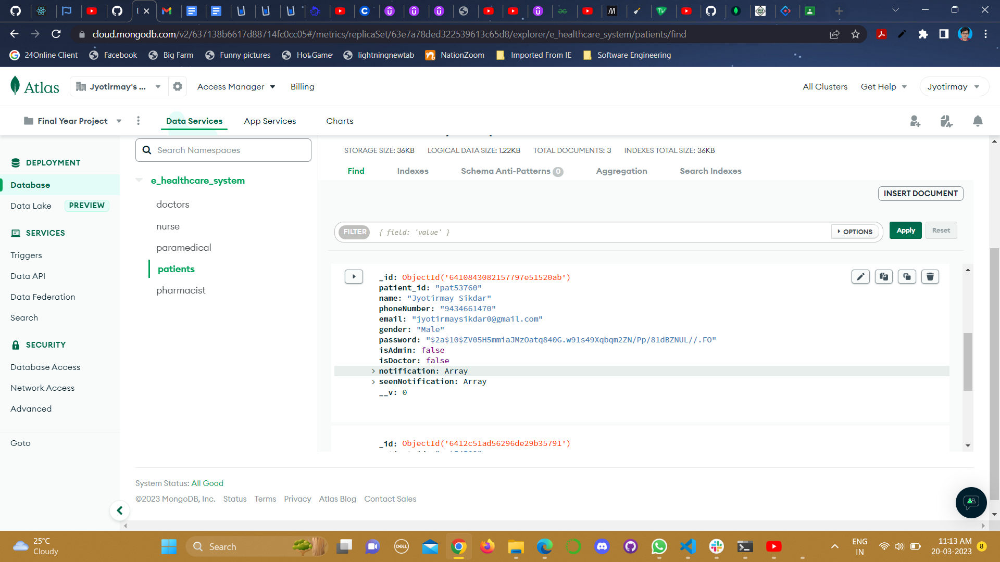 cloud.mongodb.com/v2/637138b6617d88714fc0cc05#/metrics/replicaSet/63e7a78ded322539613c65d8/explorer/e_healthcare_system/patients/find
24Online Client Facebook Big Farm Funny pictures Hot Game lightningnewtab NationZoom Imported From IE Software Engineering
Atlas Jyotirmay's ... Access Manager Billing All Clusters Get Help Jyotirmay
Final Year Project Data Services App Services Charts
DEPLOYMENT
Database
Data Lake PREVIEW
SERVICES
Triggers
Data API
Data Federation
Search
SECURITY
Database Access
Network Access
Advanced
Goto
Search Namespaces
e_healthcare_system
doctors
nurse
paramedical
patients
pharmacist
STORAGE SIZE: 36KB LOGICAL DATA SIZE: 1.22KB TOTAL DOCUMENTS: 3 INDEXES TOTAL SIZE: 36KB
Find Indexes Schema Anti-Patterns 0 Aggregation Search Indexes
INSERT DOCUMENT
FILTER { field: 'value' } OPTIONS Apply Reset
_id: ObjectId('6410843082157797e51520ab')
patient_id: "pat53760"
name: "Jyotirmay Sikdar"
phoneNumber: "9434661470"
email: "jyotirmaysikdar0@gmail.com"
gender: "Male"
password: "$2a$10$ZV05H5mmiaJMzOatq840G.w91s49Xqbqm2ZN/Pp/81dBZNUL//.FO"
isAdmin: false
isDoctor: false
notification: Array
seenNotification: Array
__v: 0
_id: ObjectId('6412c51ad56296de29b35791')
System Status: All Good
©2023 MongoDB, Inc. Status Terms Privacy Atlas Blog Contact Sales
25°C
Cloudy
Search
DELL
ENG
IN
11:13 AM
20-03-2023
8